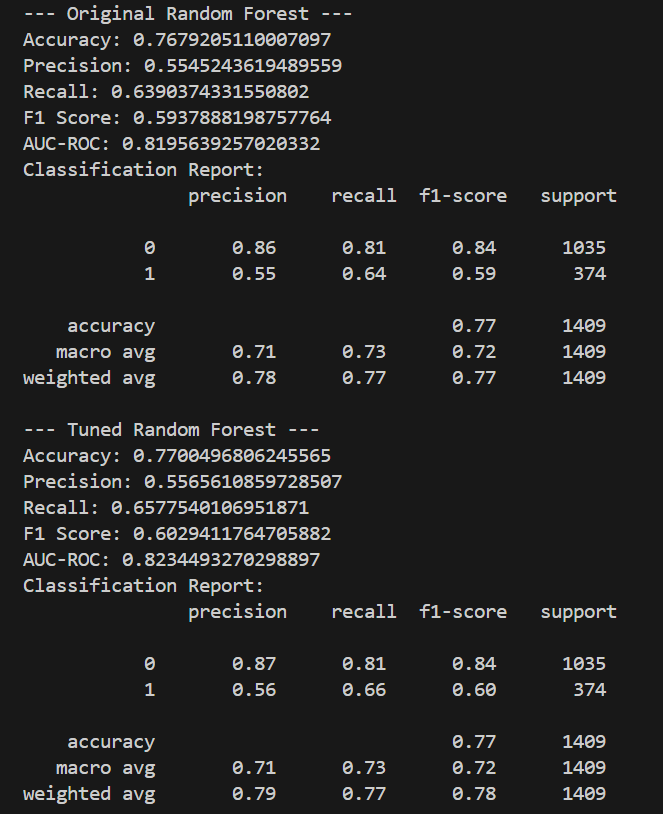 --- Original Random Forest ---
Accuracy: 0.7679205110007097
Precision: 0.5545243619489559
Recall: 0.6390374331550802
F1 Score: 0.5937888198757764
AUC-ROC: 0.8195639257020332
Classification Report:
precision recall f1-score support
0 0.86 0.81 0.84 1035
1 0.55 0.64 0.59 374
accuracy 0.77 1409
macro avg 0.71 0.73 0.72 1409
weighted avg 0.78 0.77 0.77 1409
--- Tuned Random Forest ---
Accuracy: 0.7700496806245565
Precision: 0.5565610859728507
Recall: 0.6577540106951871
F1 Score: 0.6029411764705882
AUC-ROC: 0.8234493270298897
Classification Report:
precision recall f1-score support
0 0.87 0.81 0.84 1035
1 0.56 0.66 0.60 374
accuracy 0.77 1409
macro avg 0.71 0.73 0.72 1409
weighted avg 0.79 0.77 0.78 1409